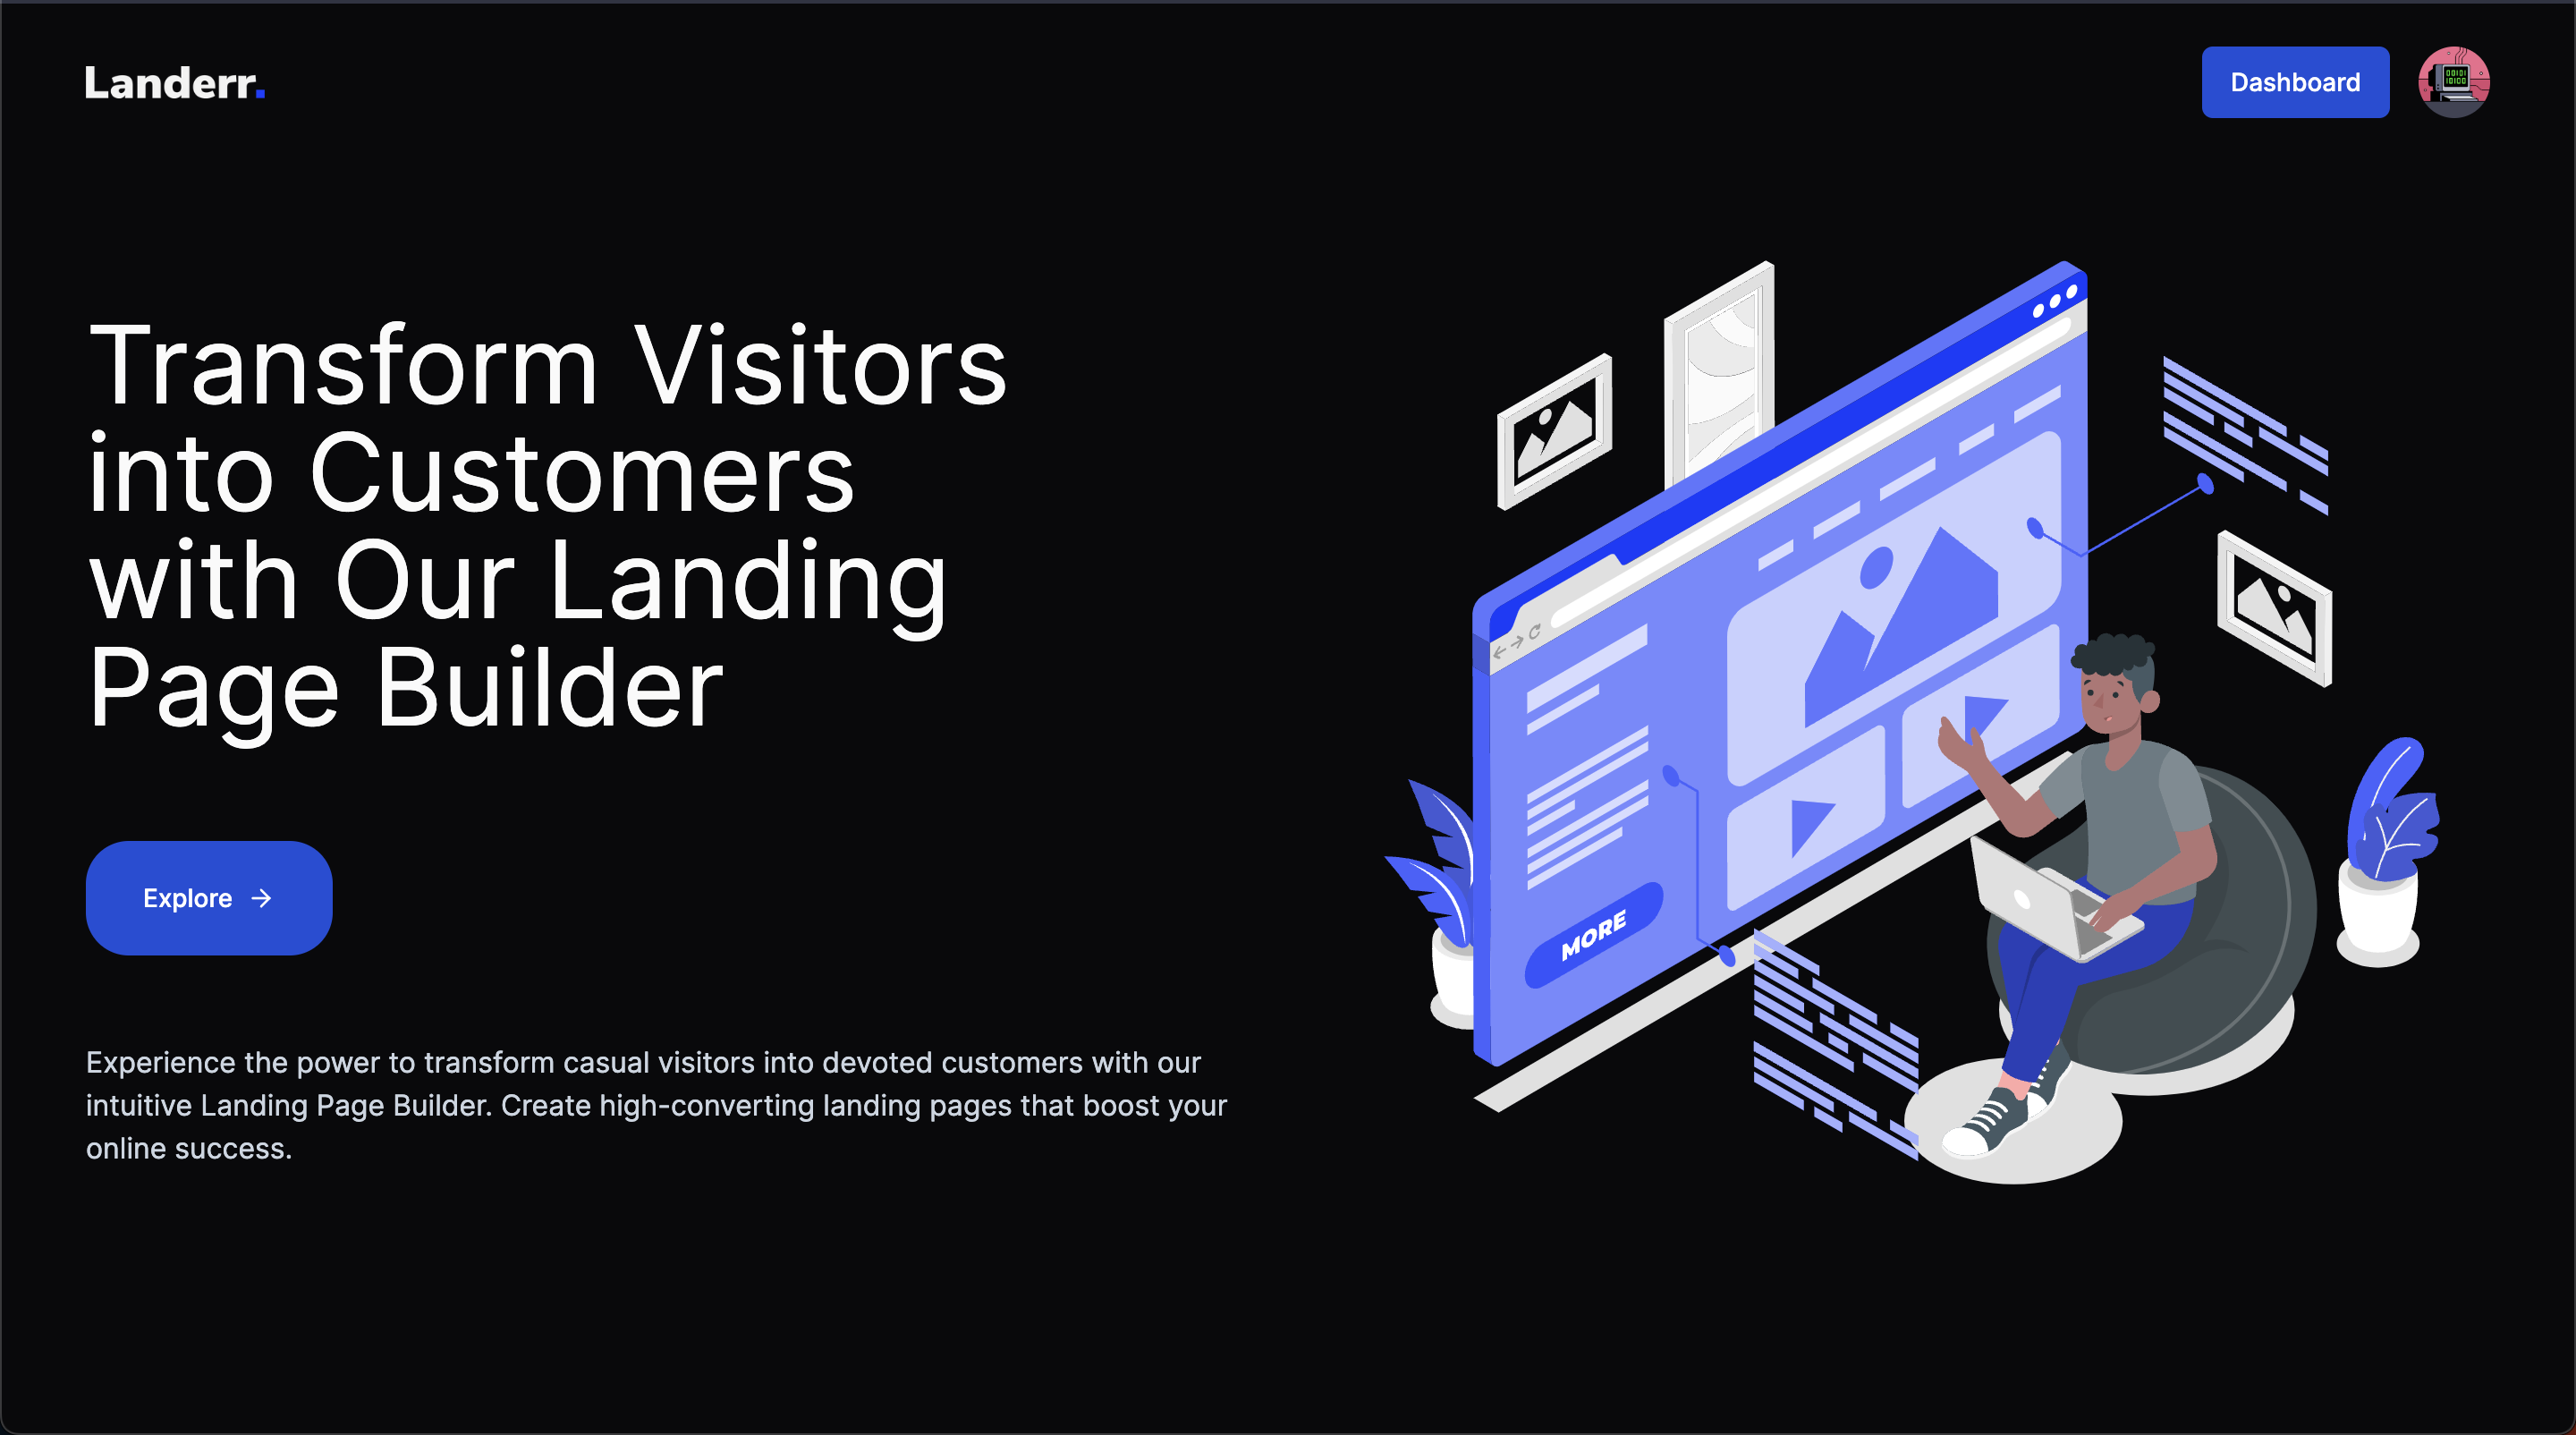 Landerr.
Dashboard
00101
10100
Transform Visitors
into Customers
with Our Landing
Page Builder
Explore →
MORE
Experience the power to transform casual visitors into devoted customers with our
intuitive Landing Page Builder. Create high-converting landing pages that boost your
online success.